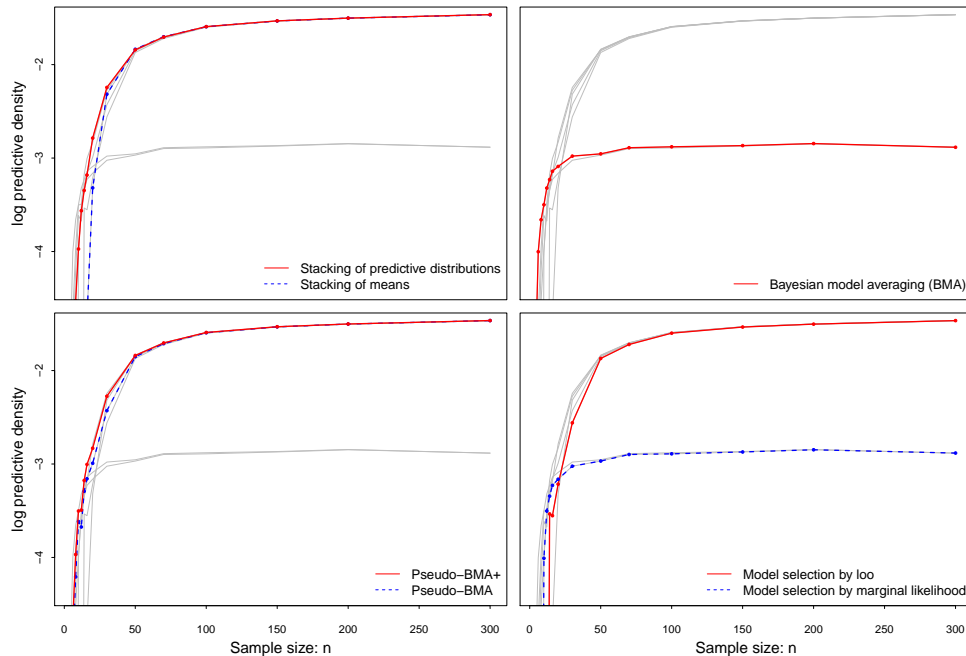 log predictive density
-2
-3
-4
Stacking of predictive distributions
Stacking of means
Bayesian model averaging (BMA)
log predictive density
-2
-3
-4
Pseudo-BMA+
Pseudo-BMA
Model selection by loo
Model selection by marginal likelihood
0 50 100 150 200 250 300
0 50 100 150 200 250 300
Sample size: n
Sample size: n